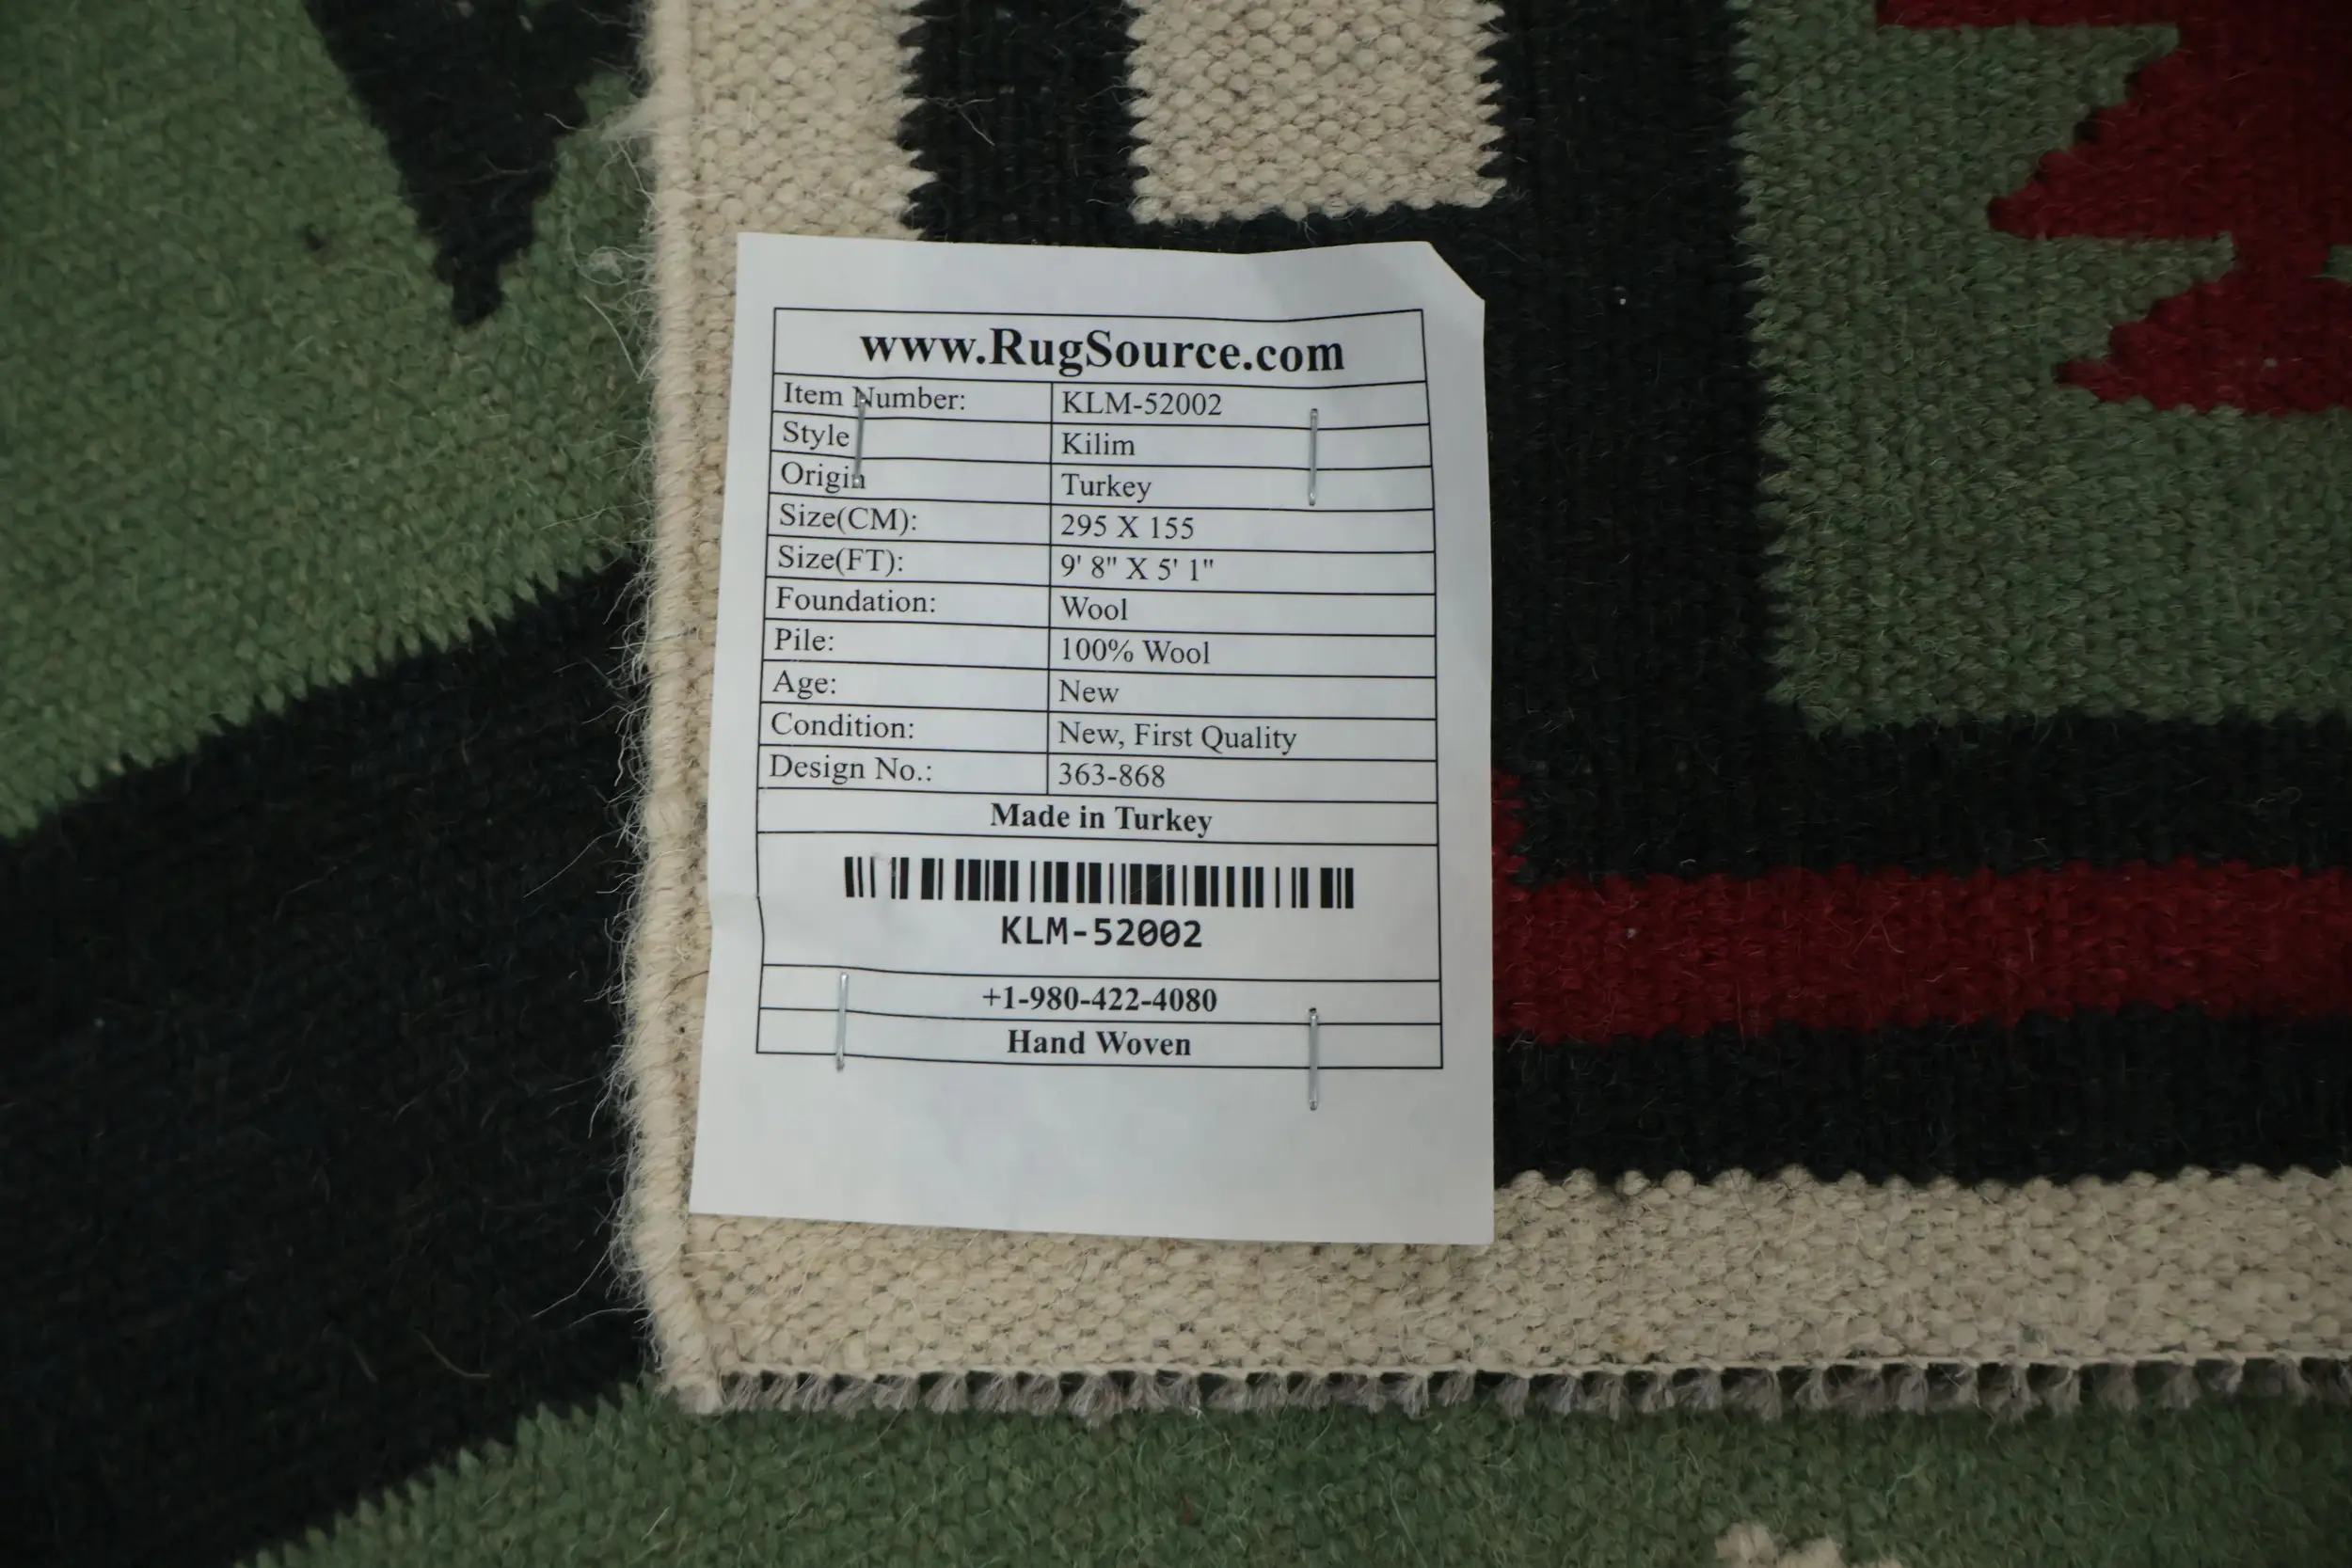 www.RugSource.com
Item Number: KLM-52002
Style Kilim
Origin Turkey
Size(CM): 295 X 155
Size(FT): 9' 8" X 5' 1"
Foundation: Wool
Pile: 100% Wool
Age: New
Condition: New, First Quality
Design No.: 363-868
Made in Turkey
KLM-52002
+1-980-422-4080
Hand Woven